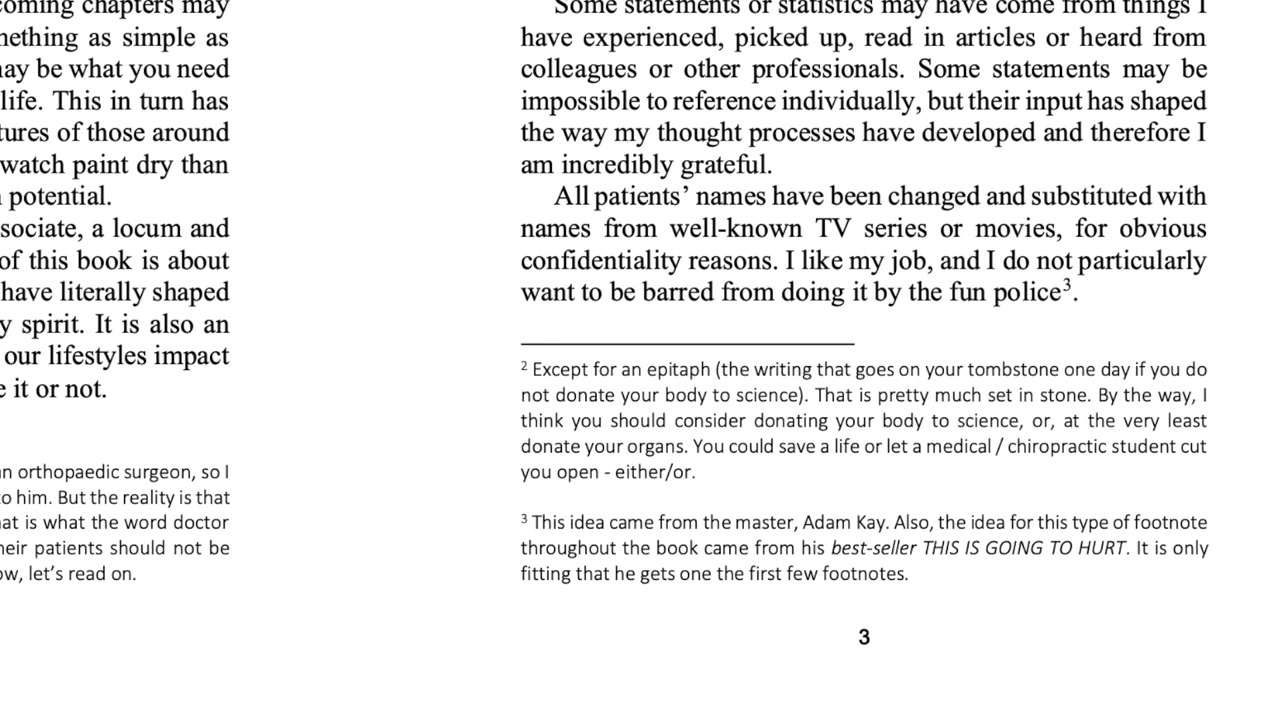 coming chapters may
nething as simple as
nay be what you need
life. This in turn has
tures of those around
watch paint dry than
potential.
sociate, a locum and
of this book is about
have literally shaped
y spirit. It is also an
our lifestyles impact
e it or not.
an orthopaedic surgeon, so I
to him. But the reality is that
hat is what the word doctor
heir patients should not be
ow, let's read on.
Some statements or statistics may have come from things I
have experienced, picked up, read in articles or heard from
colleagues or other professionals. Some statements may be
impossible to reference individually, but their input has shaped
the way my thought processes have developed and therefore I
am incredibly grateful.
All patients' names have been changed and substituted with
names from well-known TV series or movies, for obvious
confidentiality reasons. I like my job, and I do not particularly
want to be barred from doing it by the fun police³.
² Except for an epitaph (the writing that goes on your tombstone one day if you do
not donate your body to science). That is pretty much set in stone. By the way, I
think you should consider donating your body to science, or, at the very least
donate your organs. You could save a life or let a medical / chiropractic student cut
you open - either/or.
³ This idea came from the master, Adam Kay. Also, the idea for this type of footnote
throughout the book came from his best-seller THIS IS GOING TO HURT. It is only
fitting that he gets one the first few footnotes.
3